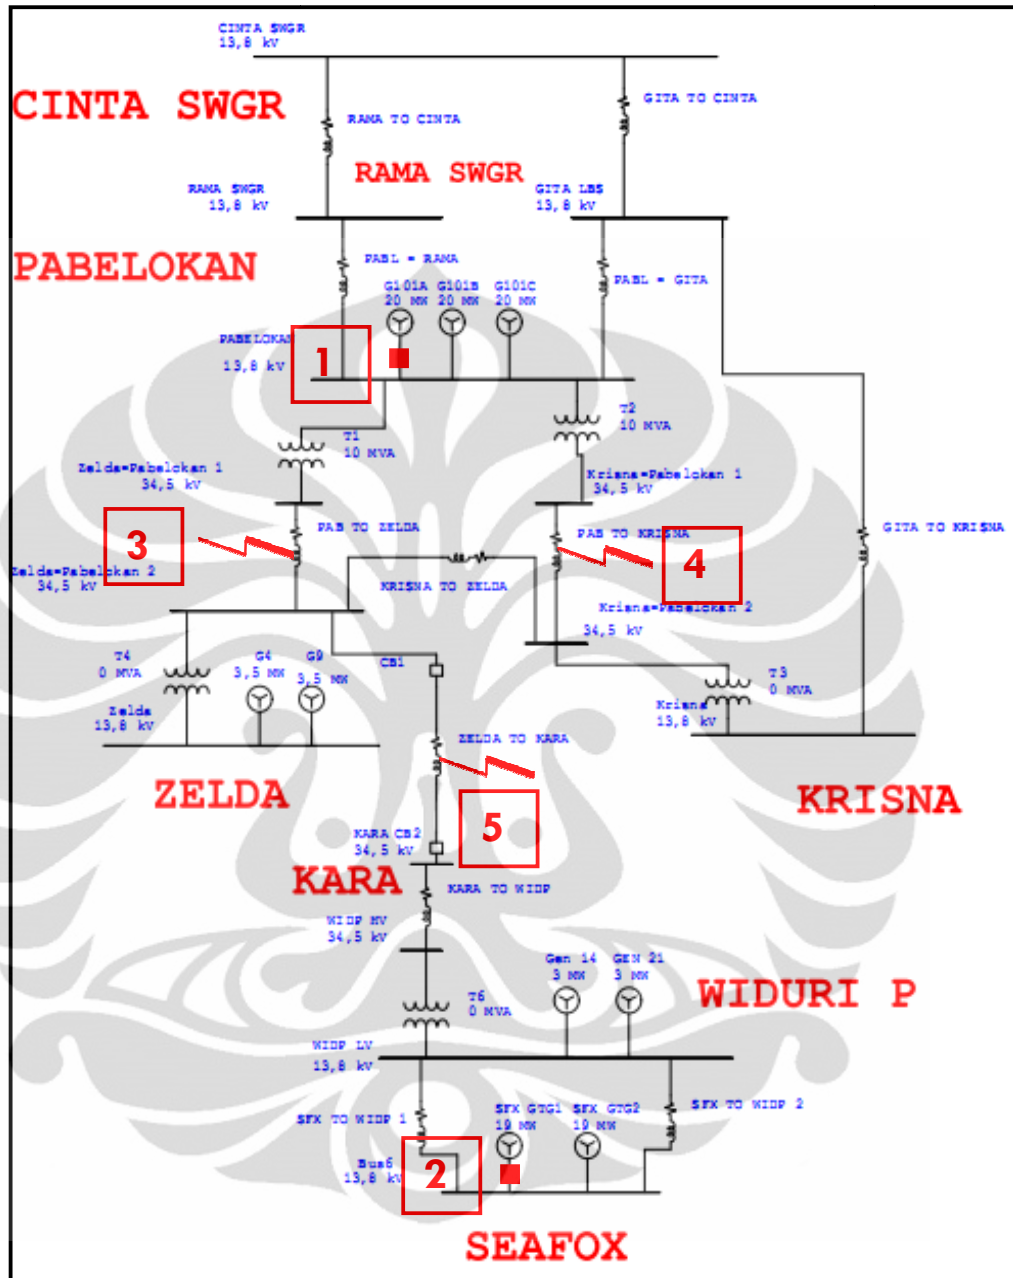 CINTA SWGR
13,8 kV
CINTA SWGR
RAMA TO CINTA
GITA TO CINTA
RAMA SWGR
RAMA SWGR
13,8 kV
GITA LBS
13,8 kV
PABELOKAN
PABL = RAMA
PABL = GITA
G101A
20 MW
G101B
20 MW
G101C
20 MW
PABELOKAN
13,8 kV
1
T1
10 MVA
T2
10 MVA
Zelda=Pabelokan 1
34,5 kV
Krisna=Pabelokan 1
34,5 kV
PAB TO ZELDA
3
PAB TO KRISNA
4
GITA TO KRISNA
Zelda=Pabelokan 2
34,5 kV
KRISNA TO ZELDA
Krisna=Pabelokan 2
34,5 kV
T4
0 MVA
G4
3,5 MW
G9
3,5 MW
CB1
T3
0 MVA
Zelda
13,8 kV
Krisna
13,8 kV
ZELDA TO KARA
ZELDA
KRISNA
5
KARA CB2
34,5 kV
KARA
KARA TO WIDP
WIDP HV
34,5 kV
Gen 14
3 MW
GEN 21
3 MW
WIDURI P
T6
0 MVA
WIDP LV
13,8 kV
SFX TO WIDP 1
SFX GTG1
19 MW
SFX GTG2
19 MW
SFX TO WIDP 2
Bus6
13,8 kV
2
SEAFOX